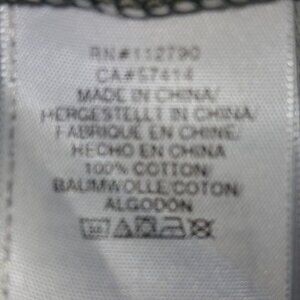 RN#112790
CA#57414
MADE IN CHINA/
HERGESTELLT IN CHINA/
FABRIQUÉ EN CHINE/
HECHO EN CHINA
100% COTTON/
BAUMWOLLE/COTON/
ALGODON